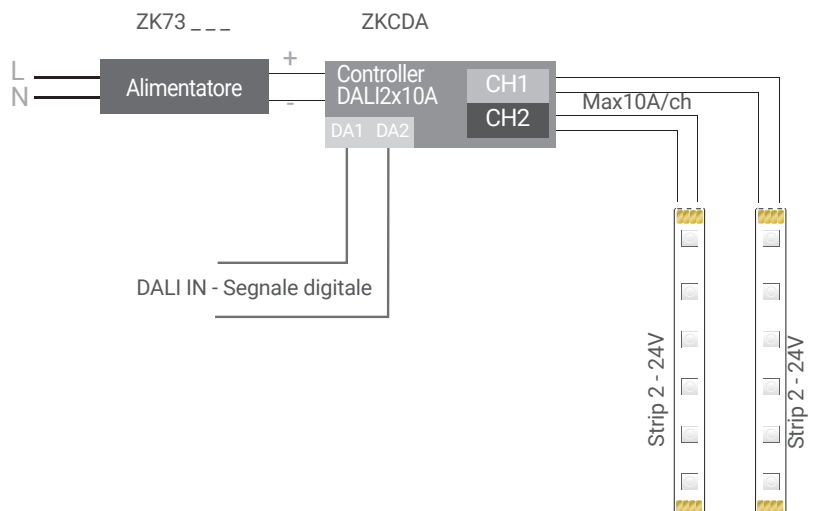 ZK73 _ _ _
ZKCDA
L
N
Alimentatore
+
-
Controller
DALI2x10A
CH1
CH2
DA1 DA2
Max10A/ch
DALI IN - Segnale digitale
Strip 2 - 24V
Strip 2 - 24V